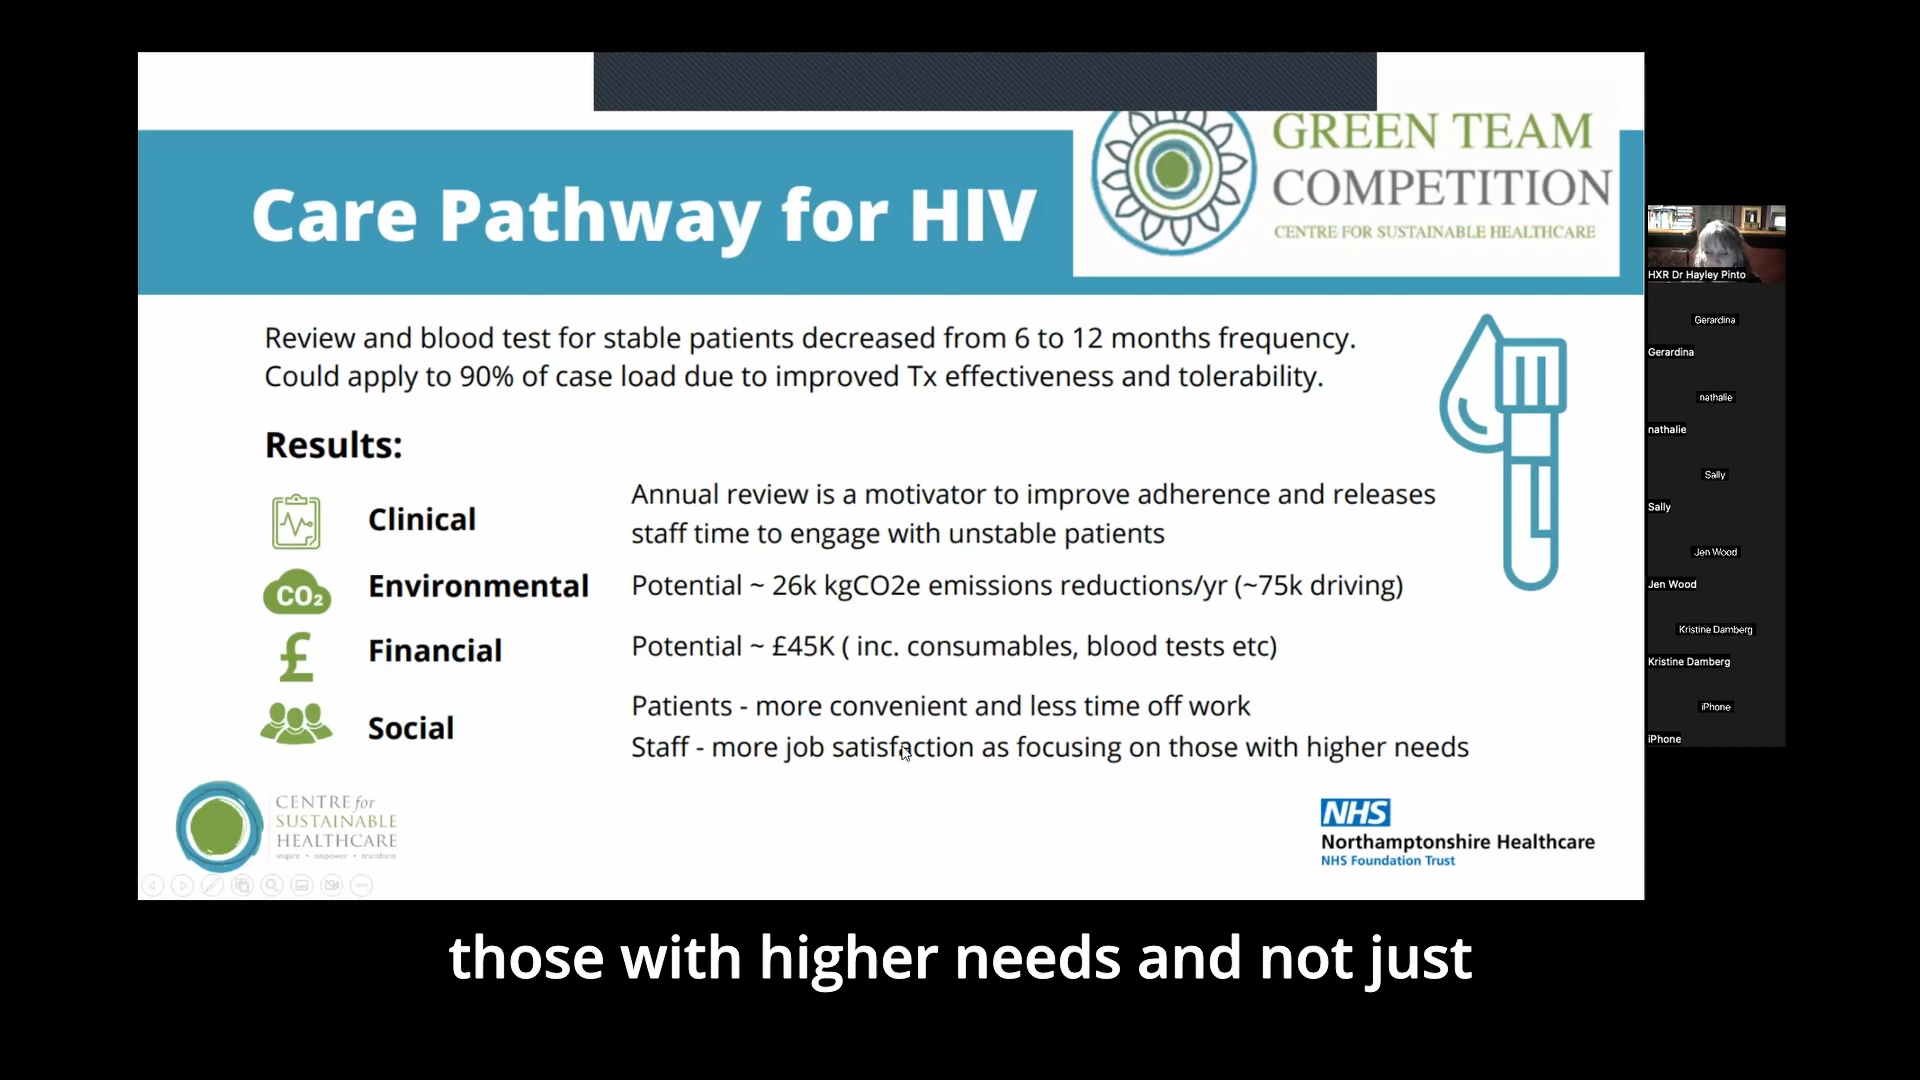 GREEN TEAM
COMPETITION
CENTRE FOR SUSTAINABLE HEALTHCARE
Care Pathway for HIV
Review and blood test for stable patients decreased from 6 to 12 months frequency.
Could apply to 90% of case load due to improved Tx effectiveness and tolerability.
Results:
Clinical
Annual review is a motivator to improve adherence and releases
staff time to engage with unstable patients
CO₂
Environmental
Potential ~ 26k kgCO2e emissions reductions/yr (~75k driving)
£
Financial
Potential ~ £45K ( inc. consumables, blood tests etc)
Social
Patients - more convenient and less time off work
Staff - more job satisfaction as focusing on those with higher needs
CENTRE for
SUSTAINABLE
HEALTHCARE
inspire • empower • transform
NHS
Northamptonshire Healthcare
NHS Foundation Trust
HXR Dr Hayley Pinto
Gerardina
Gerardina
nathalie
nathalie
Sally
Sally
Jen Wood
Jen Wood
Kristine Damberg
Kristine Damberg
iPhone
iPhone
those with higher needs and not just